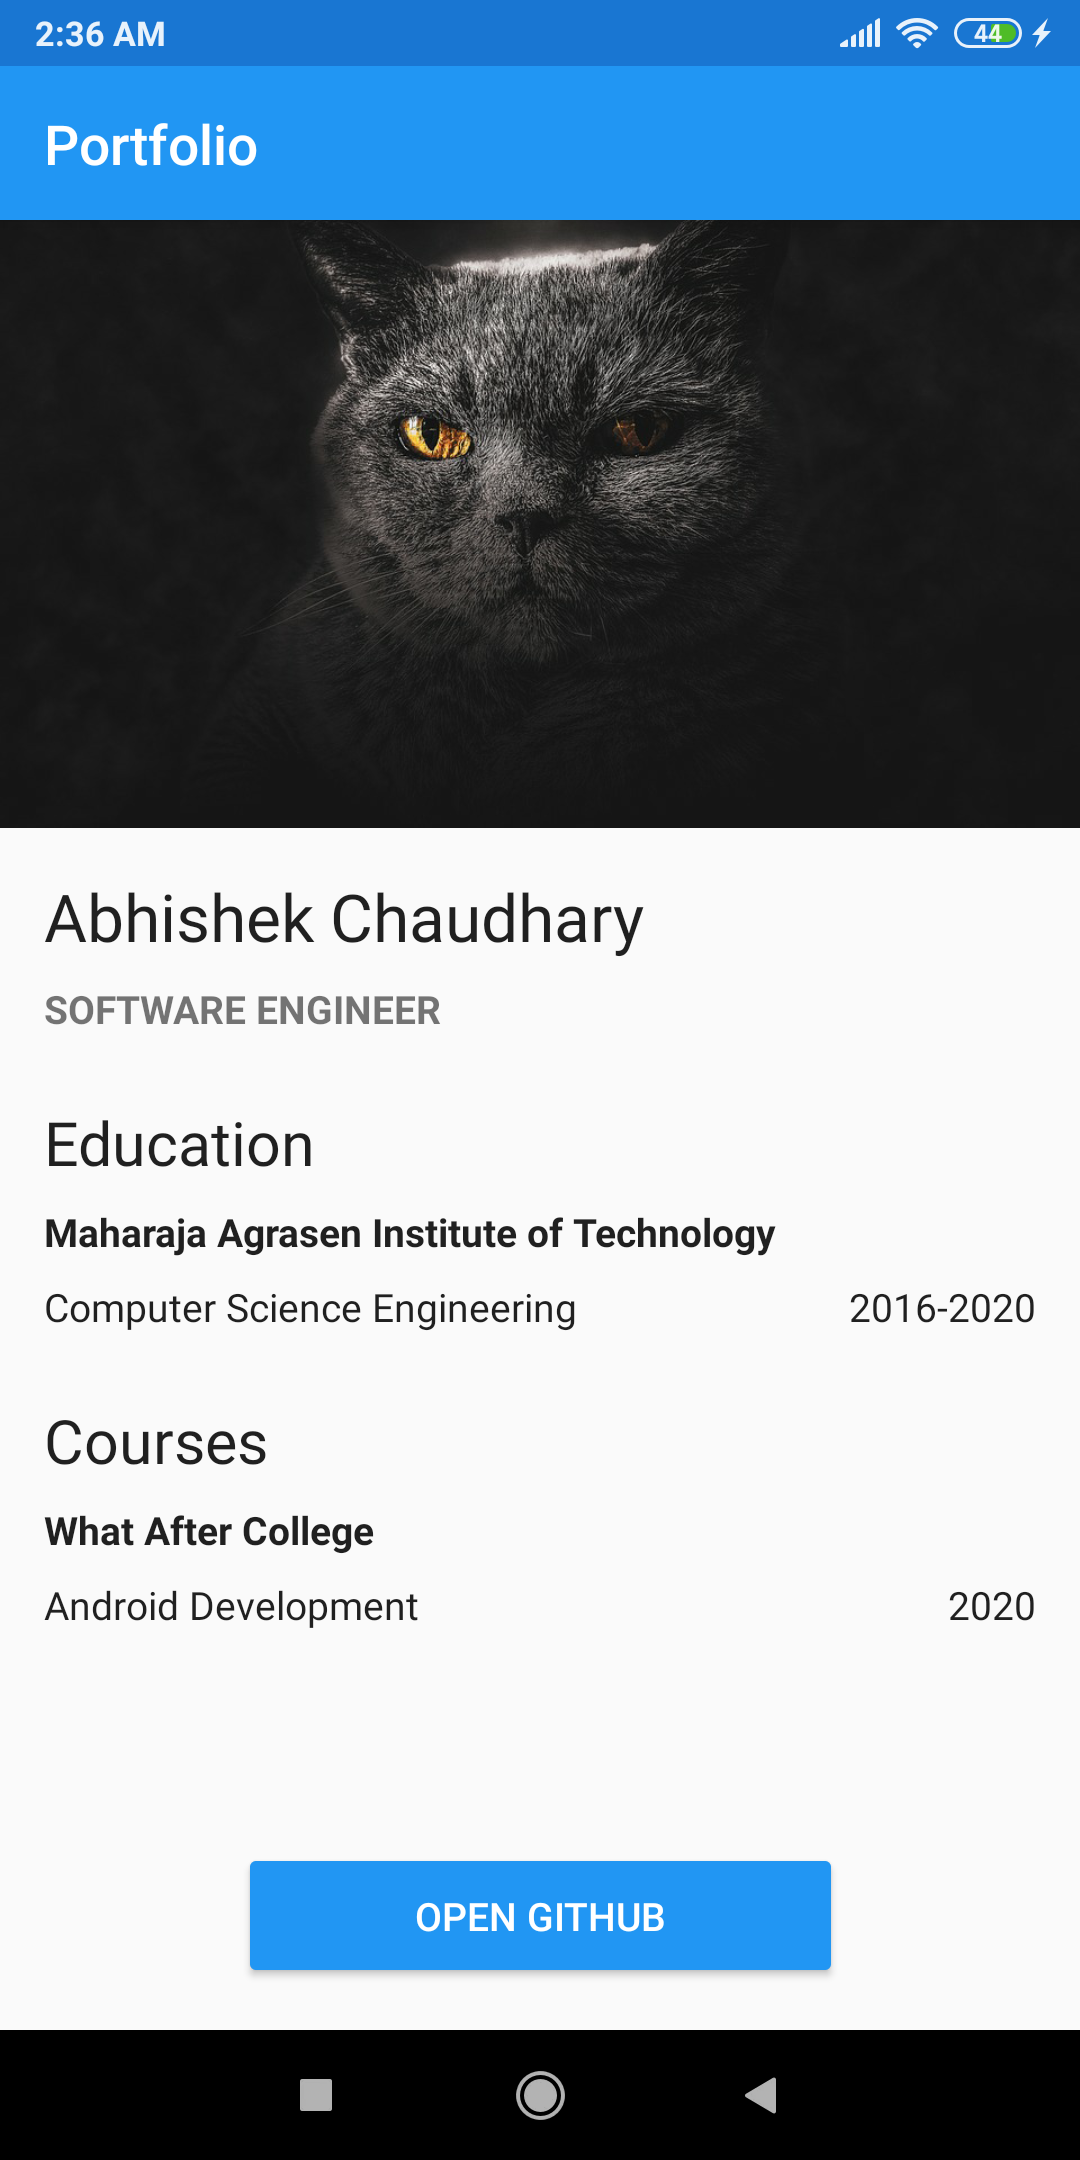 2:36 AM
44
Portfolio
Abhishek Chaudhary
SOFTWARE ENGINEER
Education
Maharaja Agrasen Institute of Technology
Computer Science Engineering 2016-2020
Courses
What After College
Android Development 2020
OPEN GITHUB